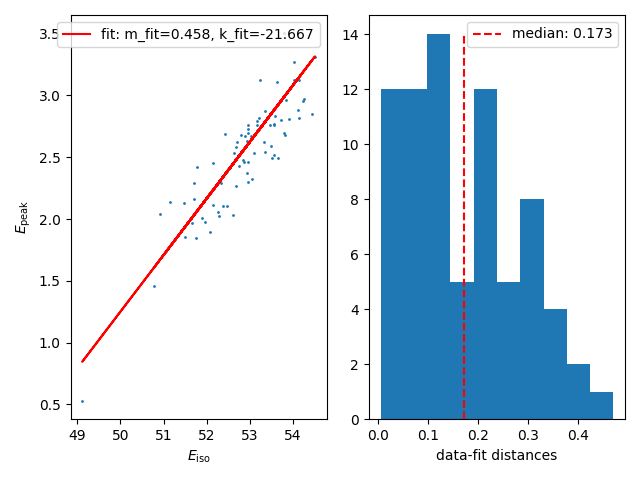 fit: m_fit=0.458, k_fit=-21.667
3.5
3.0
2.5
2.0
1.5
1.0
0.5
E_peak
49 50 51 52 53 54
E_iso
median: 0.173
14
12
10
8
6
4
2
0
0.0 0.1 0.2 0.3 0.4
data-fit distances